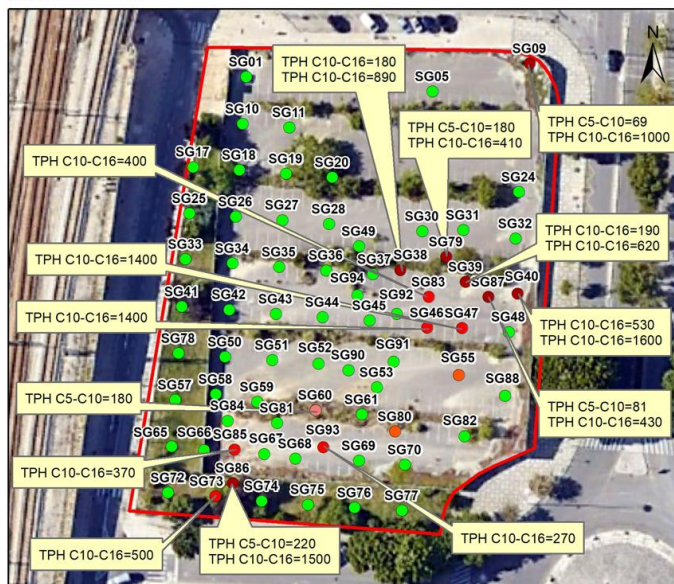 N
SG09
TPH C10-C16=180
TPH C10-C16=890
SG01
SG05
TPH C5-C10=69
TPH C10-C16=1000
TPH C5-C10=180
TPH C10-C16=410
SG10
SG11
TPH C10-C16=400
SG17
SG18
SG19
SG20
SG24
SG25
SG26
SG27
SG28
SG30
SG31
SG32
TPH C10-C16=190
TPH C10-C16=620
SG49
SG79
TPH C10-C16=1400
SG33
SG34
SG35
SG36
SG37
SG38
SG39
SG94
SG83
SG87
SG40
SG41
SG42
SG43
SG44
SG45
SG92
SG46
SG47
SG48
TPH C10-C16=530
TPH C10-C16=1600
TPH C10-C16=1400
SG78
SG50
SG51
SG52
SG90
SG91
SG55
SG53
SG88
TPH C5-C10=180
SG57
SG58
SG59
SG60
SG61
TPH C5-C10=81
TPH C10-C16=430
SG84
SG81
SG80
SG82
SG65
SG66
SG85
SG67
SG68
SG93
SG69
SG70
TPH C10-C16=370
SG72
SG73
SG86
SG74
SG75
SG76
SG77
TPH C10-C16=500
TPH C5-C10=220
TPH C10-C16=1500
TPH C10-C16=270